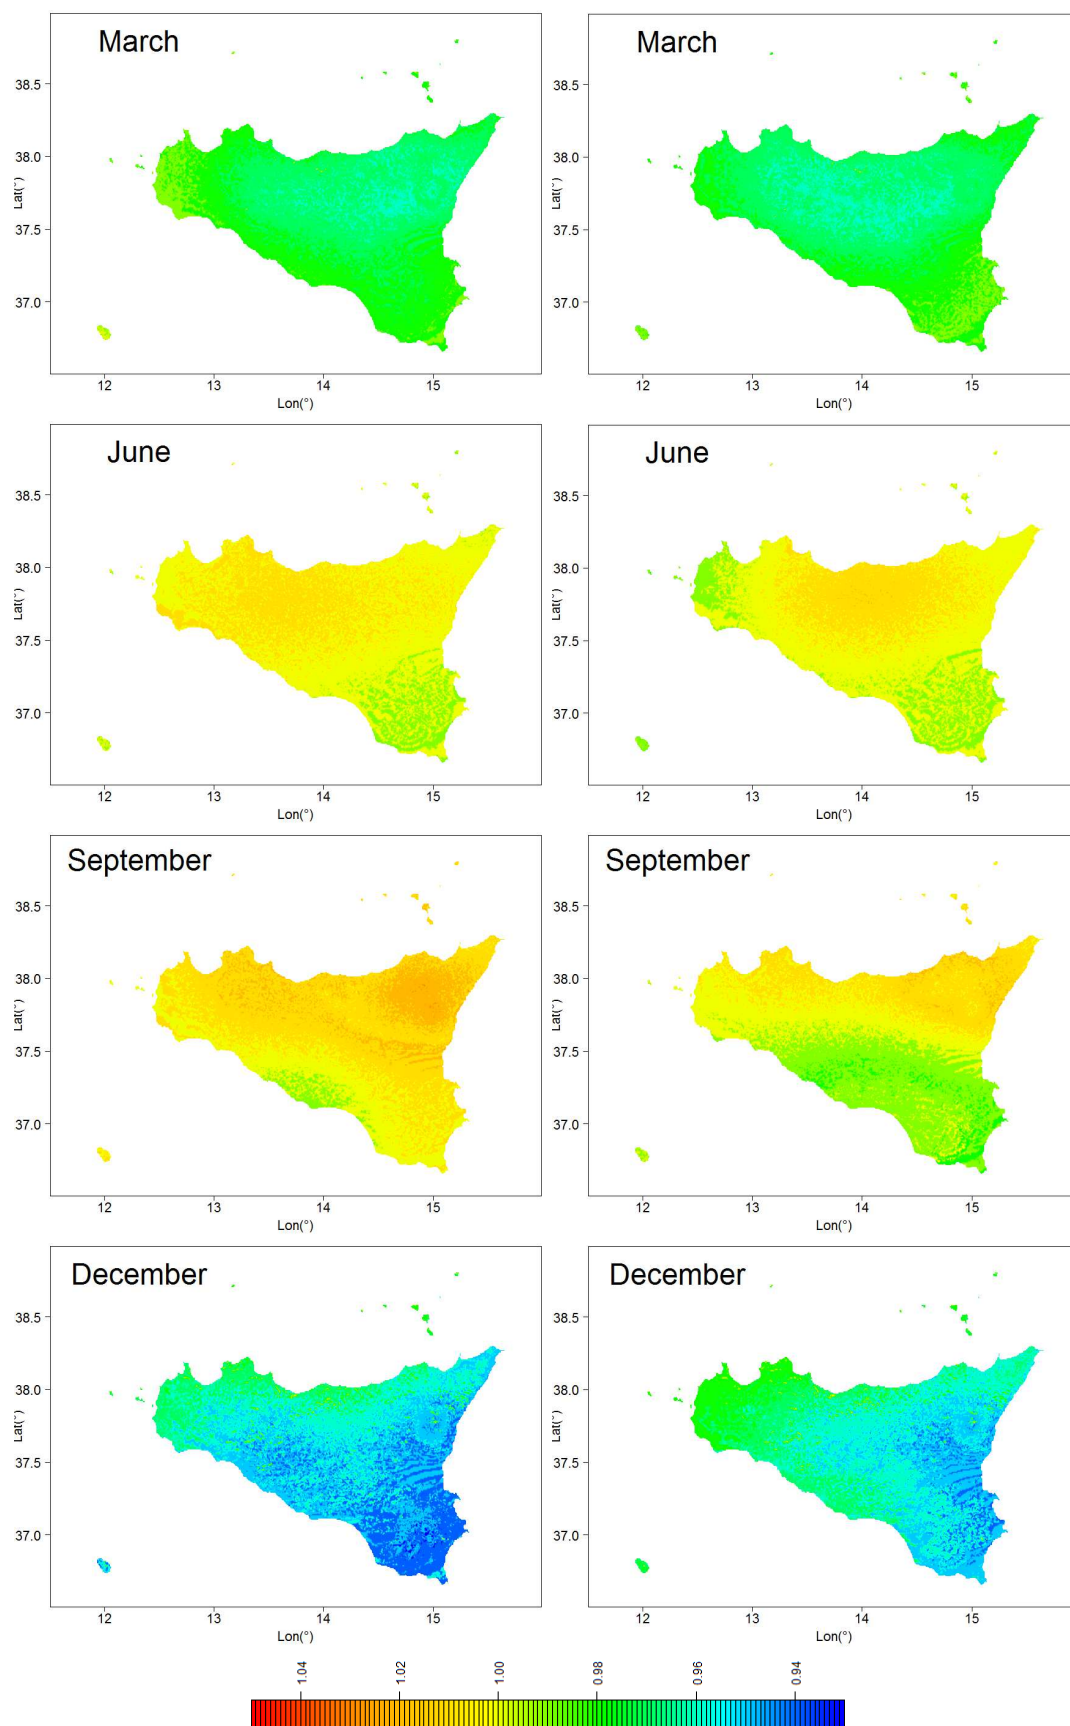 March
March
38.5
38.0
37.5
37.0
Lat(°)
12
13
14
15
Lon(°)
38.5
38.0
37.5
37.0
Lat(°)
12
13
14
15
Lon(°)
June
June
38.5
38.0
37.5
37.0
Lat(°)
12
13
14
15
Lon(°)
38.5
38.0
37.5
37.0
Lat(°)
12
13
14
15
Lon(°)
September
September
38.5
38.0
37.5
37.0
Lat(°)
12
13
14
15
Lon(°)
38.5
38.0
37.5
37.0
Lat(°)
12
13
14
15
Lon(°)
December
December
38.5
38.0
37.5
37.0
Lat(°)
12
13
14
15
Lon(°)
38.5
38.0
37.5
37.0
Lat(°)
12
13
14
15
Lon(°)
1.04
1.02
1.00
0.98
0.96
0.94